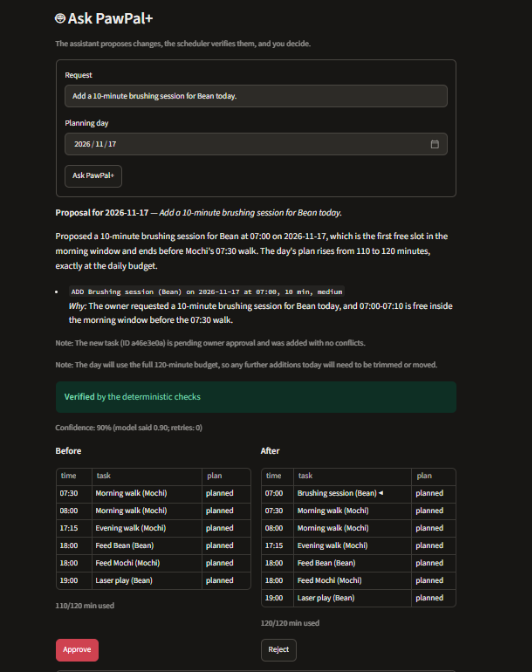 Ask PawPal+
The assistant proposes changes, the scheduler verifies them, and you decide.
Request
Add a 10-minute brushing session for Bean today.
Planning day
2026/11/17
Ask PawPal+
Proposal for 2026-11-17 — Add a 10-minute brushing session for Bean today.
Proposed a 10-minute brushing session for Bean at 07:00 on 2026-11-17, which is the first free slot in the
morning window and ends before Mochi's 07:30 walk. The day's plan rises from 110 to 120 minutes,
exactly at the daily budget.
• ADD Brushing session (Bean) on 2026-11-17 at 07:00, 10 min, medium
Why: The owner requested a 10-minute brushing session for Bean today, and 07:00-07:10 is free inside
the morning window before the 07:30 walk.
Note: The new task (ID a46e3e0a) is pending owner approval and was added with no conflicts.
Note: The day will use the full 120-minute budget, so any further additions today will need to be trimmed or moved.
Verified by the deterministic checks
Confidence: 90% (model said 0.90; retries: 0)
Before
time task plan
07:30 Morning walk (Mochi) planned
08:00 Morning walk (Mochi) planned
17:15 Evening walk (Mochi) planned
18:00 Feed Bean (Bean) planned
18:00 Feed Mochi (Mochi) planned
19:00 Laser play (Bean) planned
110/120 min used
After
time task plan
07:00 Brushing session (Bean) ◄ planned
07:30 Morning walk (Mochi) planned
08:00 Morning walk (Mochi) planned
17:15 Evening walk (Mochi) planned
18:00 Feed Bean (Bean) planned
18:00 Feed Mochi (Mochi) planned
19:00 Laser play (Bean) planned
120/120 min used
Approve
Reject